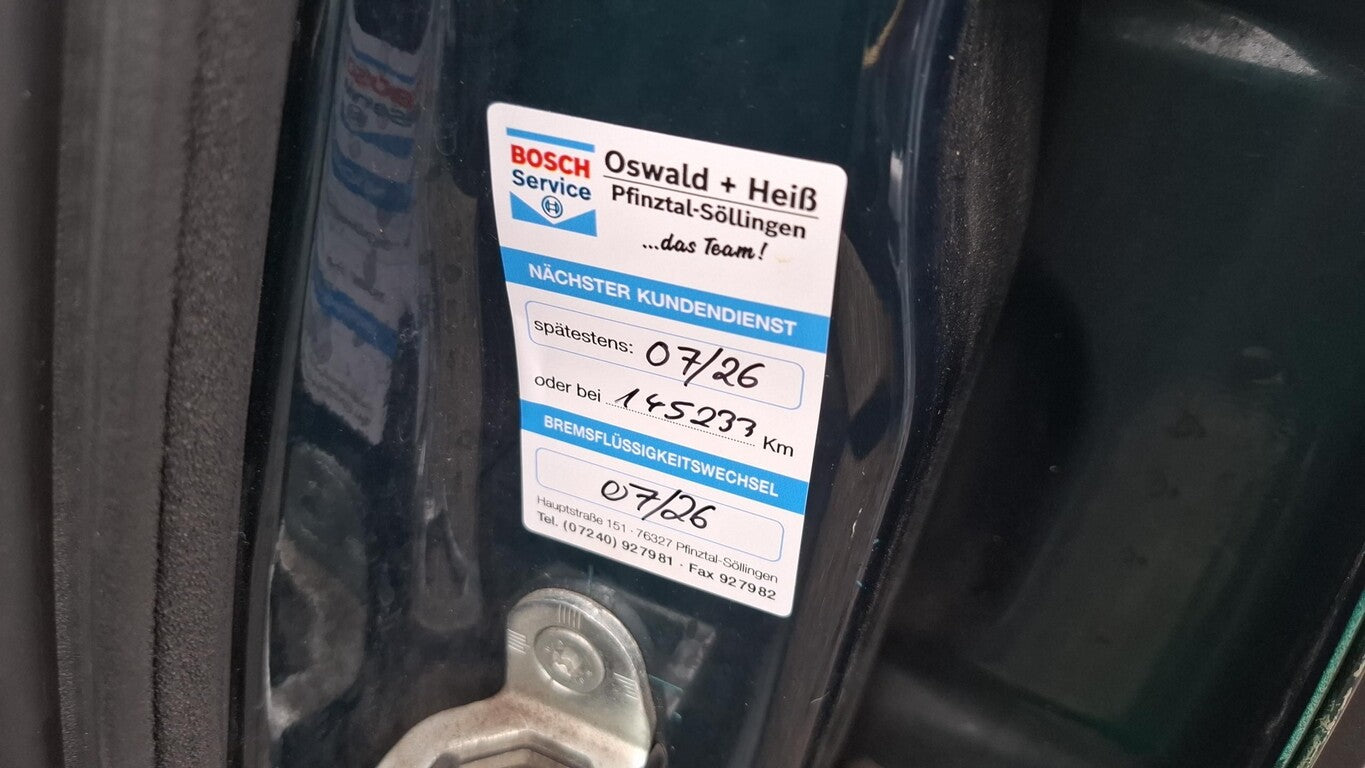 BOSCH
Service
Oswald + Heiß
Pfinztal-Söllingen
...das Team!
NÄCHSTER KUNDENDIENST
spätestens: 07/26
oder bei 145233 Km
BREMSFLÜSSIGKEITSWECHSEL
07/26
Hauptstraße 151 · 76327 Pfinztal-Söllingen
Tel. (07240) 927981 · Fax 927982